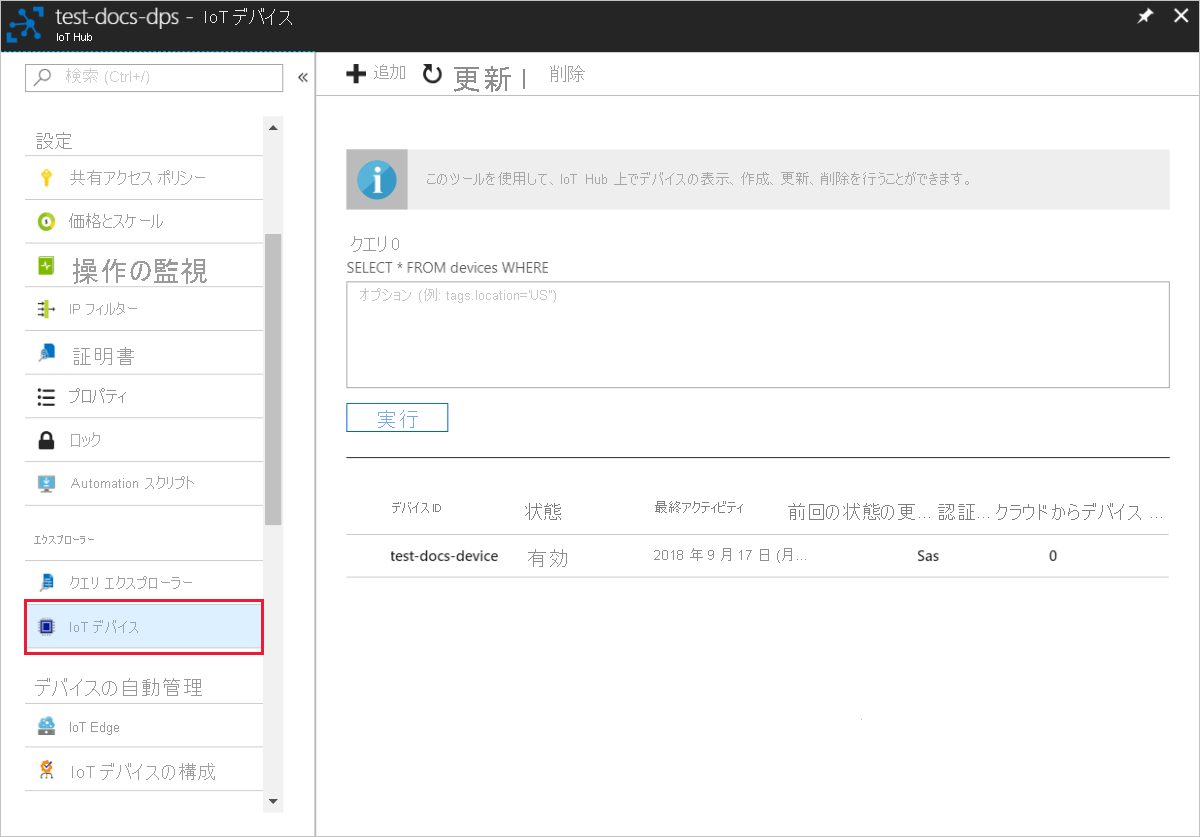 test-docs-dps - IoT デバイス
IoT Hub
検索 (Ctrl+/)
«
追加 更新 | 削除
設定
共有アクセス ポリシー
価格とスケール
操作の監視
IP フィルター
証明書
プロパティ
ロック
Automation スクリプト
エクスプローラー
クエリ エクスプローラー
IoT デバイス
デバイスの自動管理
IoT Edge
IoT デバイスの構成
このツールを使用して、IoT Hub 上でデバイスの表示、作成、更新、削除を行うことができます。
クエリ 0
SELECT * FROM devices WHERE
オプション (例: tags.location='US")
実行
デバイス ID 状態 最終アクティビティ 前回の状態の更... 認証... クラウドからデバイス ...
test-docs-device 有効 2018 年 9 月 17 日 (月... Sas 0